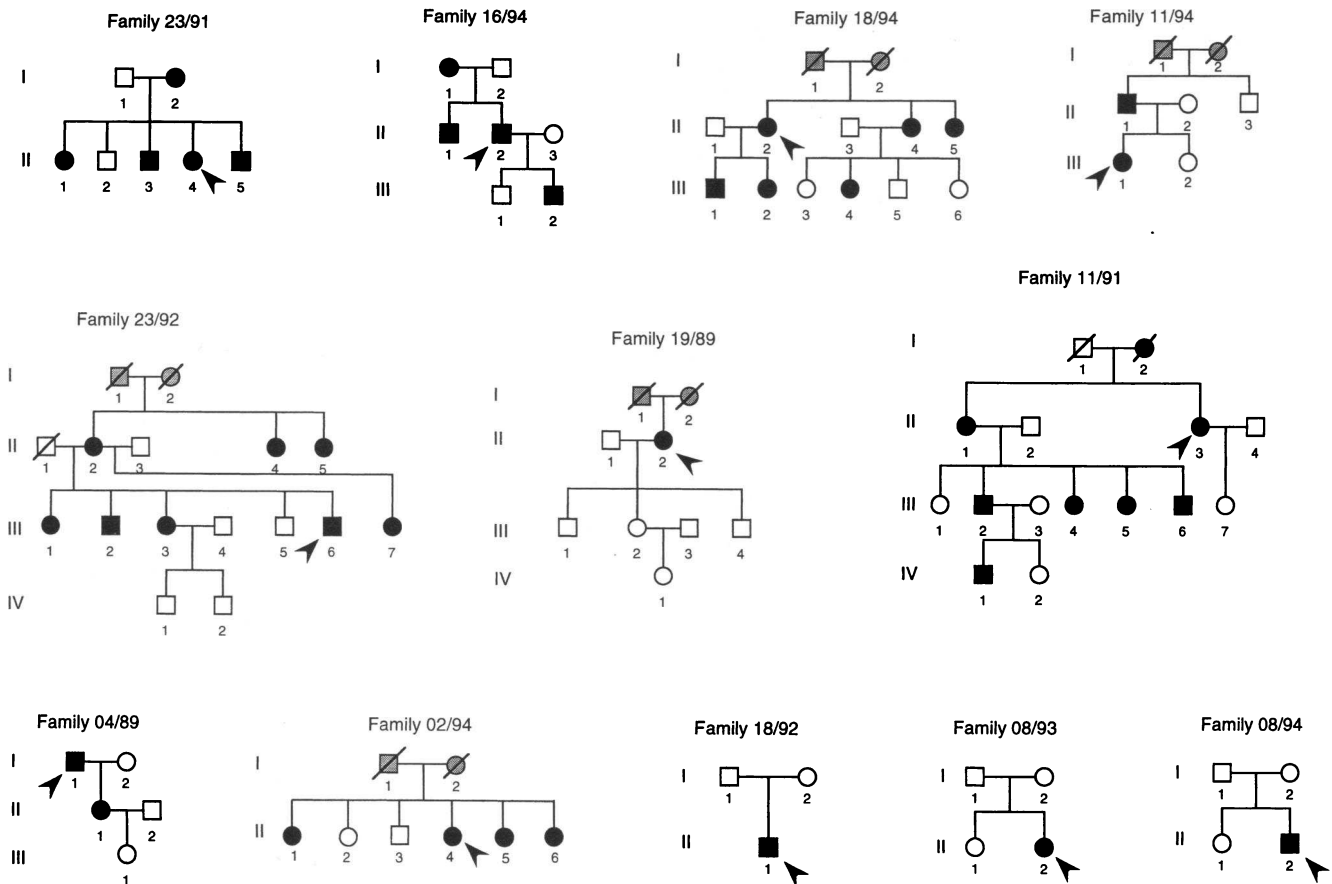 Family 23/91
I
1 2
II
1 2 3 4 5
Family 16/94
I
1 2
II
1 2 3
III
1 2
Family 18/94
I
1 2
II
1 2 3 4 5
III
1 2 3 4 5 6
Family 11/94
I
1 2
II
1 2 3
III
1 2
Family 23/92
I
1 2
II
1 2 3 4 5
III
1 2 3 4 5 6 7
IV
1 2
Family 19/89
I
1 2
II
1 2
III
1 2 3 4
IV
1
Family 11/91
I
1 2
II
1 2 3 4
III
1 2 3 4 5 6 7
IV
1 2
Family 04/89
I
1 2
II
1 2
III
1
Family 02/94
I
1 2
II
1 2 3 4 5 6
Family 18/92
I
1 2
II
1
Family 08/93
I
1 2
II
1 2
Family 08/94
I
1 2
II
1 2